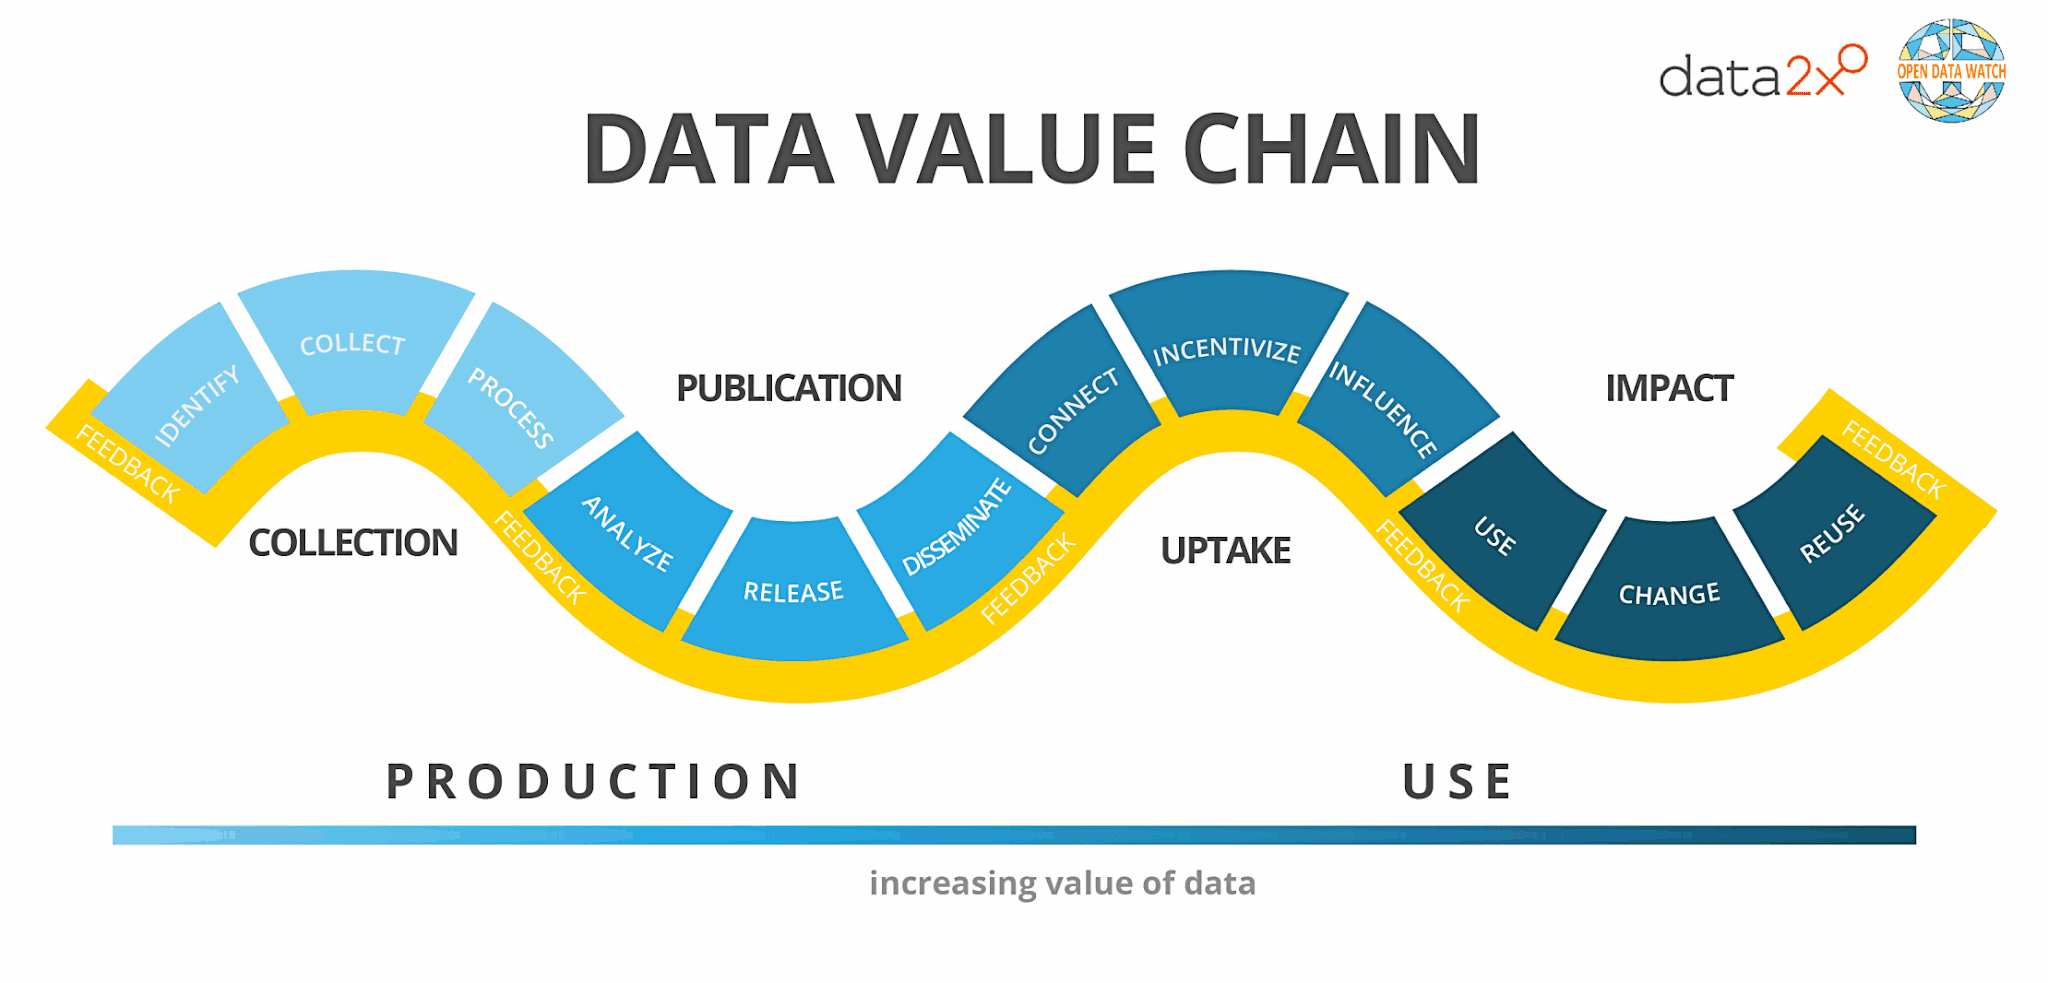 data2x
OPEN DATA WATCH
DATA VALUE CHAIN
FEEDBACK
IDENTIFY
COLLECT
PROCESS
COLLECTION
FEEDBACK
ANALYZE
RELEASE
DISSEMINATE
PUBLICATION
FEEDBACK
CONNECT
INCENTIVIZE
INFLUENCE
UPTAKE
FEEDBACK
USE
CHANGE
REUSE
IMPACT
FEEDBACK
PRODUCTION
USE
increasing value of data